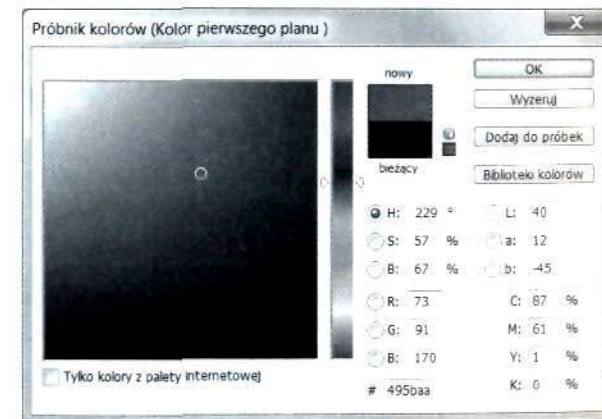 Próbnik kolorów (Kolor pierwszego planu )
X
nowy
bieżący
OK
Wyzeruj
Dodaj do próbek
Biblioteki kolorów
H: 229 °
S: 57 %
B: 67 %
R: 73
G: 91
B: 170
# 495baa
L: 40
a: 12
b: -45
C: 87 %
M: 61 %
Y: 1 %
K: 0 %
Tylko kolory z palety internetowej